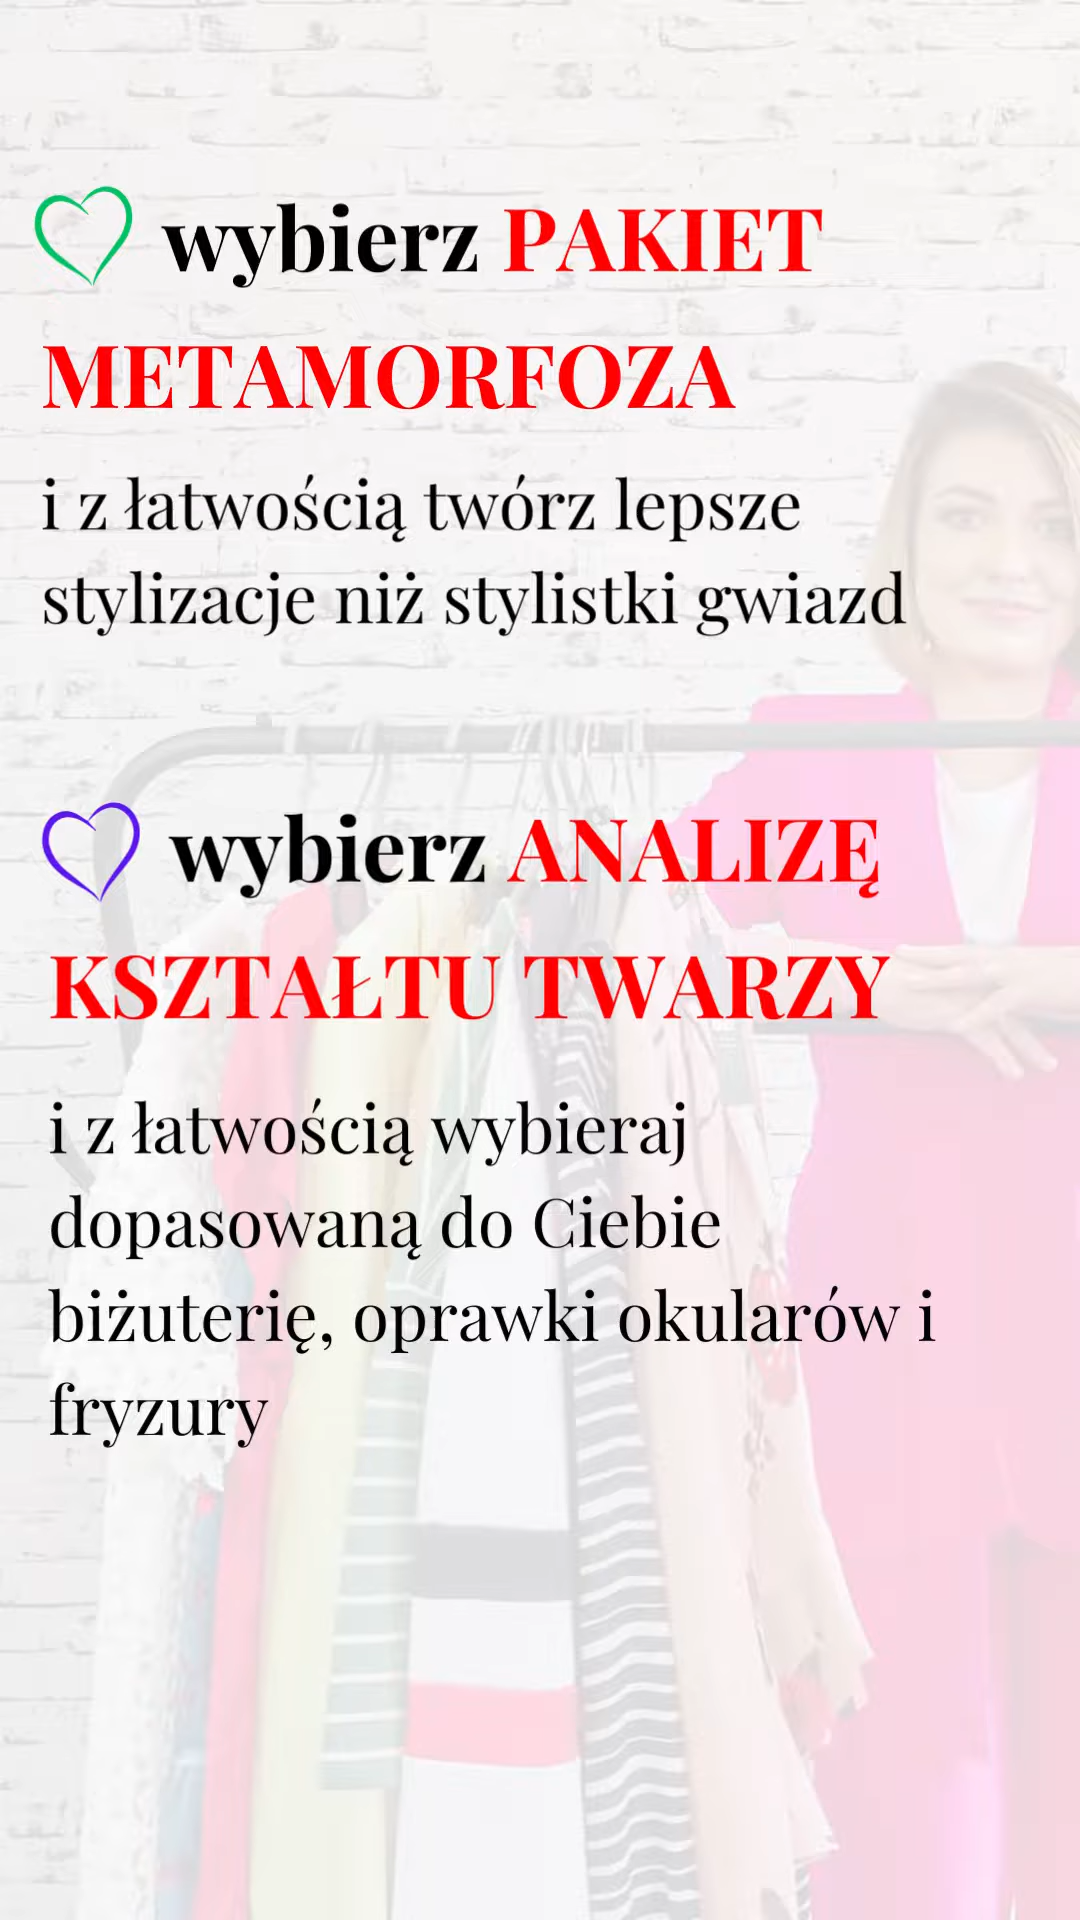 wybierz PAKIET
METAMORFOZA
i z łatwością twórz lepsze
stylizacje niż stylistki gwiazd
wybierz ANALIZĘ
KSZTAŁTU TWARZY
i z łatwością wybieraj
dopasowaną do Ciebie
biżuterię, oprawki okularów i
fryzury